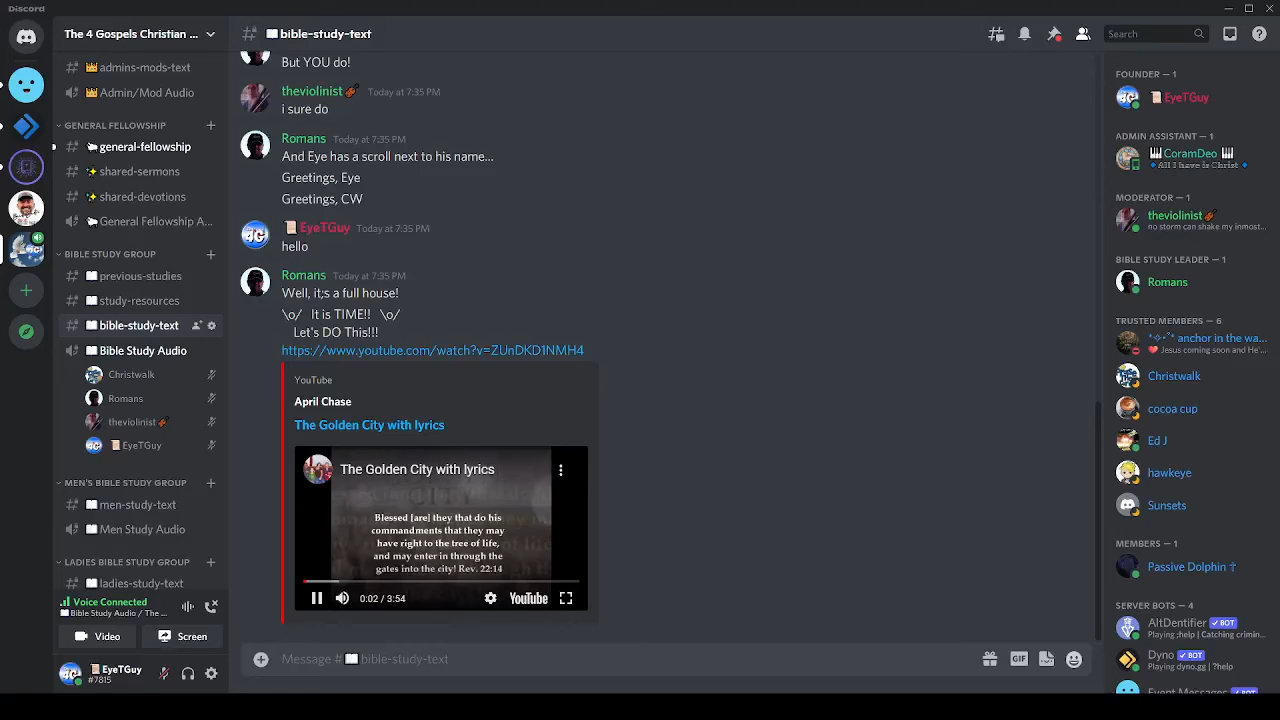 Discord
The 4 Gospels Christian ...
bible-study-text
Search
admins-mods-text
Admin/Mod Audio
GENERAL FELLOWSHIP
general-fellowship
shared-sermons
shared-devotions
General Fellowship A...
BIBLE STUDY GROUP
previous-studies
study-resources
bible-study-text
Bible Study Audio
Christwalk
Romans
theviolinist
EyeTGuy
MEN'S BIBLE STUDY GROUP
men-study-text
Men Study Audio
LADIES BIBLE STUDY GROUP
ladies-study-text
Voice Connected
Bible Study Audio / The ...
Video
Screen
EyeTGuy
#7815
But YOU do!
theviolinist Today at 7:35 PM
i sure do
Romans Today at 7:35 PM
And Eye has a scroll next to his name...
Greetings, Eye
Greetings, CW
EyeTGuy Today at 7:35 PM
hello
Romans Today at 7:35 PM
Well, it;s a full house!
\o/ It is TIME!! \o/
Let's DO This!!!
https://www.youtube.com/watch?v=ZUnDKD1NMH4
YouTube
April Chase
The Golden City with lyrics
The Golden City with lyrics
Blessed [are] they that do his
commandments that they may
have right to the tree of life,
and may enter in through the
gates into the city! Rev. 22:14
0:02 / 3:54
YouTube
Message #bible-study-text
GIF
FOUNDER — 1
EyeTGuy
ADMIN ASSISTANT — 1
CoramDeo
All I have is Christ
MODERATOR — 1
theviolinist
no storm can shake my inmost...
BIBLE STUDY LEADER — 1
Romans
TRUSTED MEMBERS — 6
anchor in the wa...
Jesus coming soon and He'...
Christwalk
cocoa cup
Ed J
hawkeye
Sunsets
MEMBERS — 1
Passive Dolphin ✝
SERVER BOTS — 4
AltDentifier BOT
Playing ;help | Catching crimin...
Dyno BOT
Playing dyno.gg | ?help
Event Messages BOT